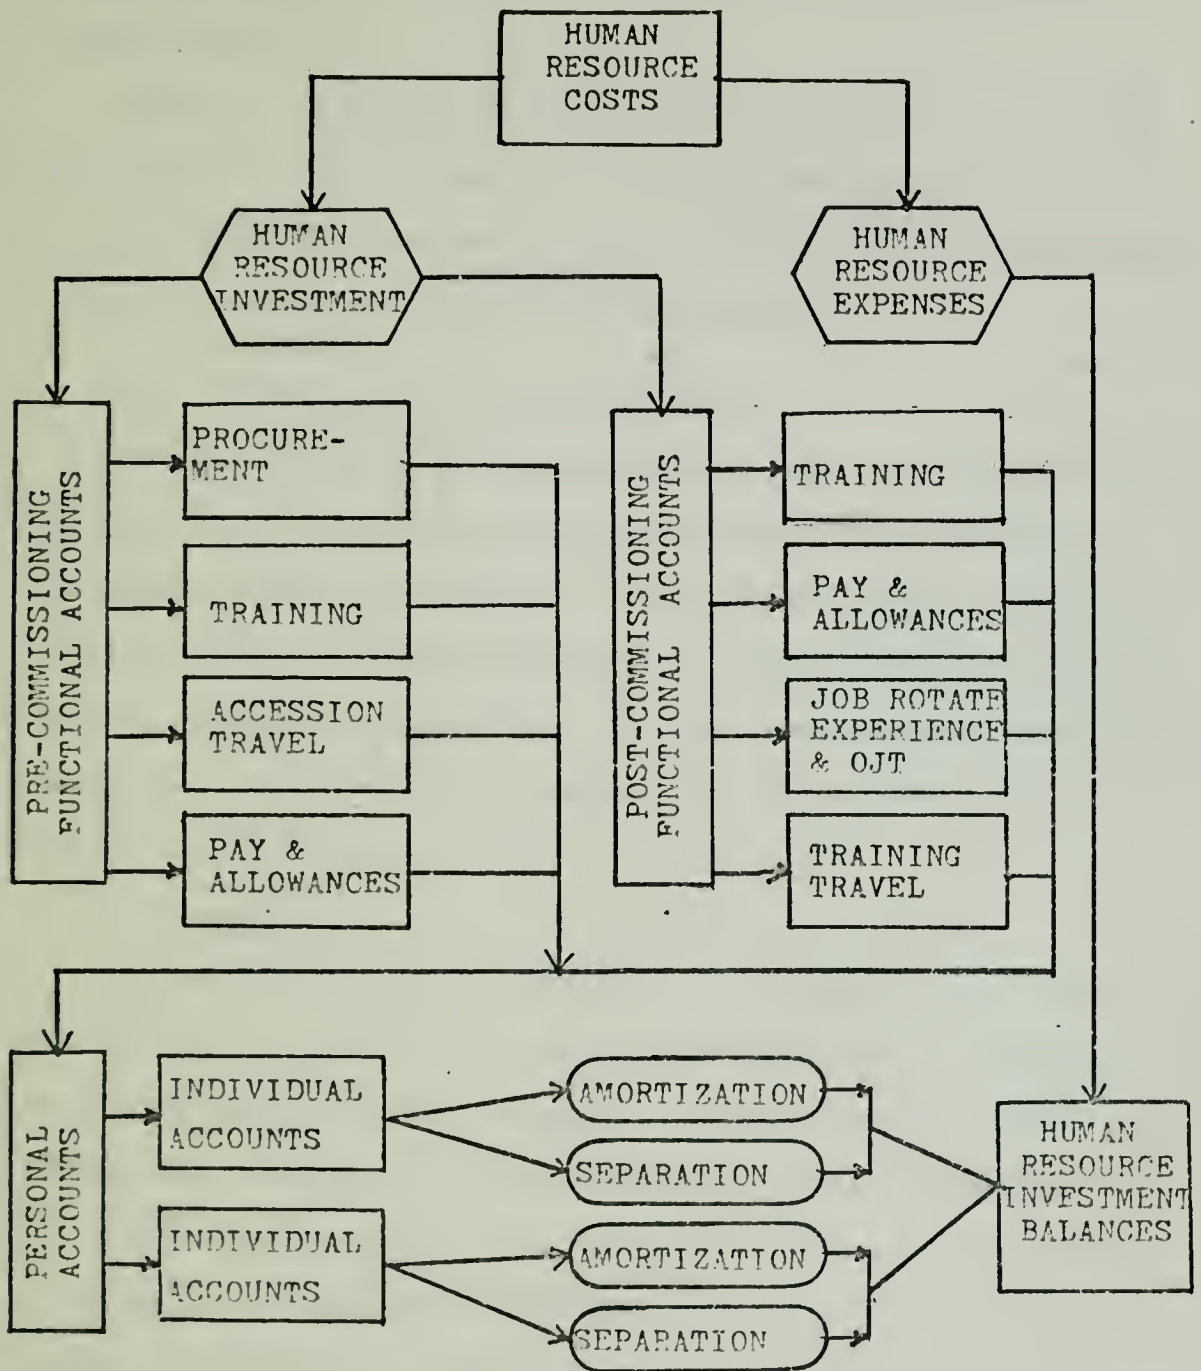 HUMAN
RESOURCE
COSTS
HUMAN
RESOURCE
INVESTMENT
HUMAN
RESOURCE
EXPENSES
PRE-COMMISSIONING
FUNCTIONAL ACCOUNTS
PROCURE-
MENT
TRAINING
ACCESSION
TRAVEL
PAY &
ALLOWANCES
POST-COMMISSIONING
FUNCTIONAL ACCOUNTS
TRAINING
PAY &
ALLOWANCES
JOB ROTATE
EXPERIENCE
& OJT
TRAINING
TRAVEL
PERSONAL
ACCOUNTS
INDIVIDUAL
ACCOUNTS
INDIVIDUAL
ACCOUNTS
AMORTIZATION
SEPARATION
AMORTIZATION
SEPARATION
HUMAN
RESOURCE
INVESTMENT
BALANCES